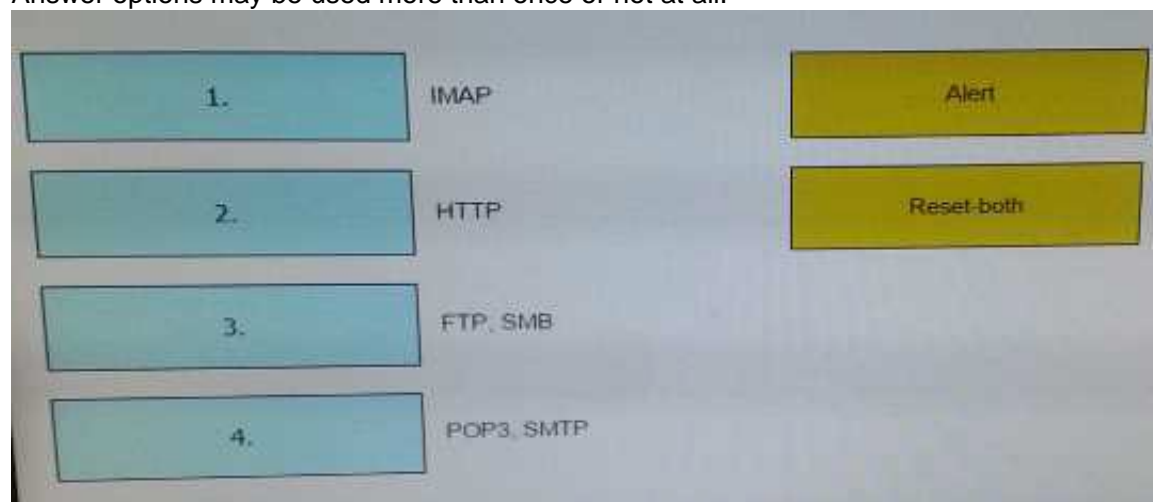 Answer options may be used more than once or not at all.
1. IMAP Alert
2. HTTP Reset-both
3. FTP, SMB
4. POP3, SMTP